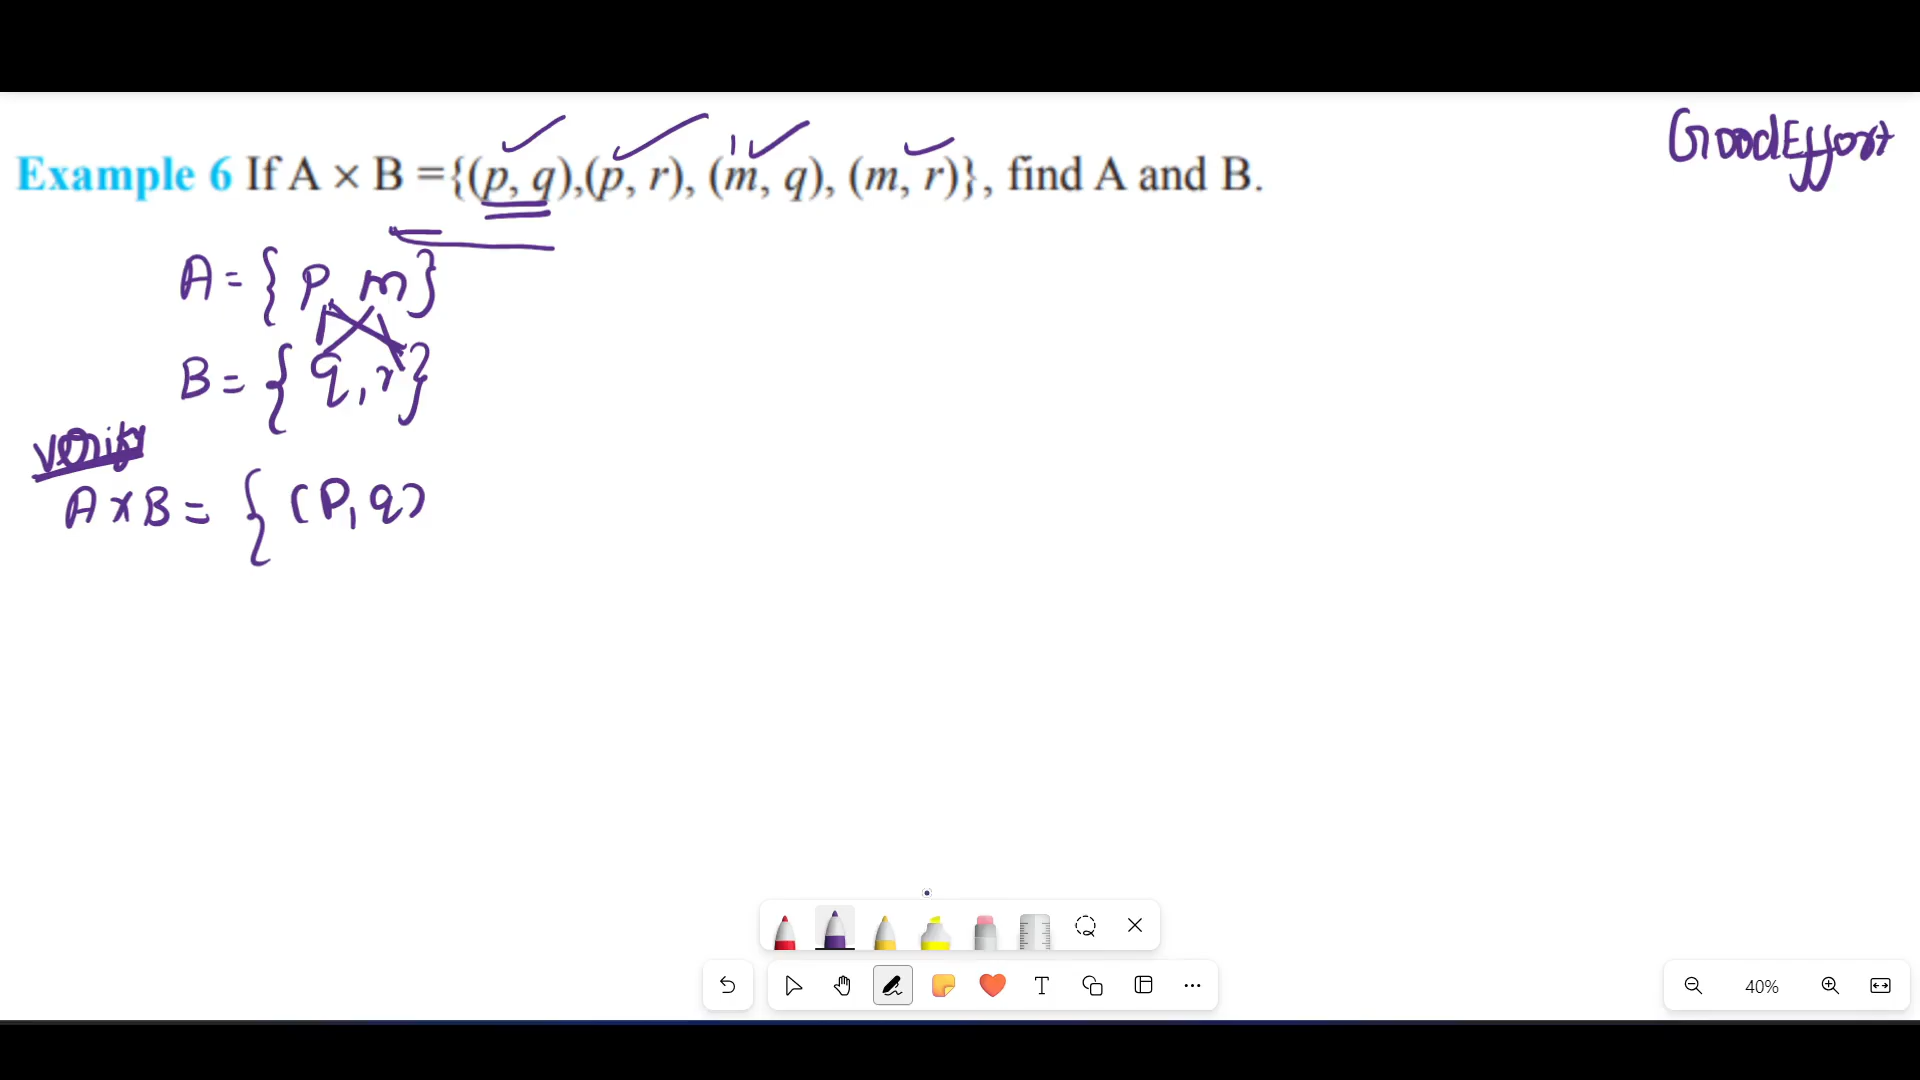 GoodEffort
Example 6 If A × B ={(p, q),(p, r), (m, q), (m, r)}, find A and B.
A = { p, m }
B = { q, r }
verify
A × B = { (P, q)
T
40%